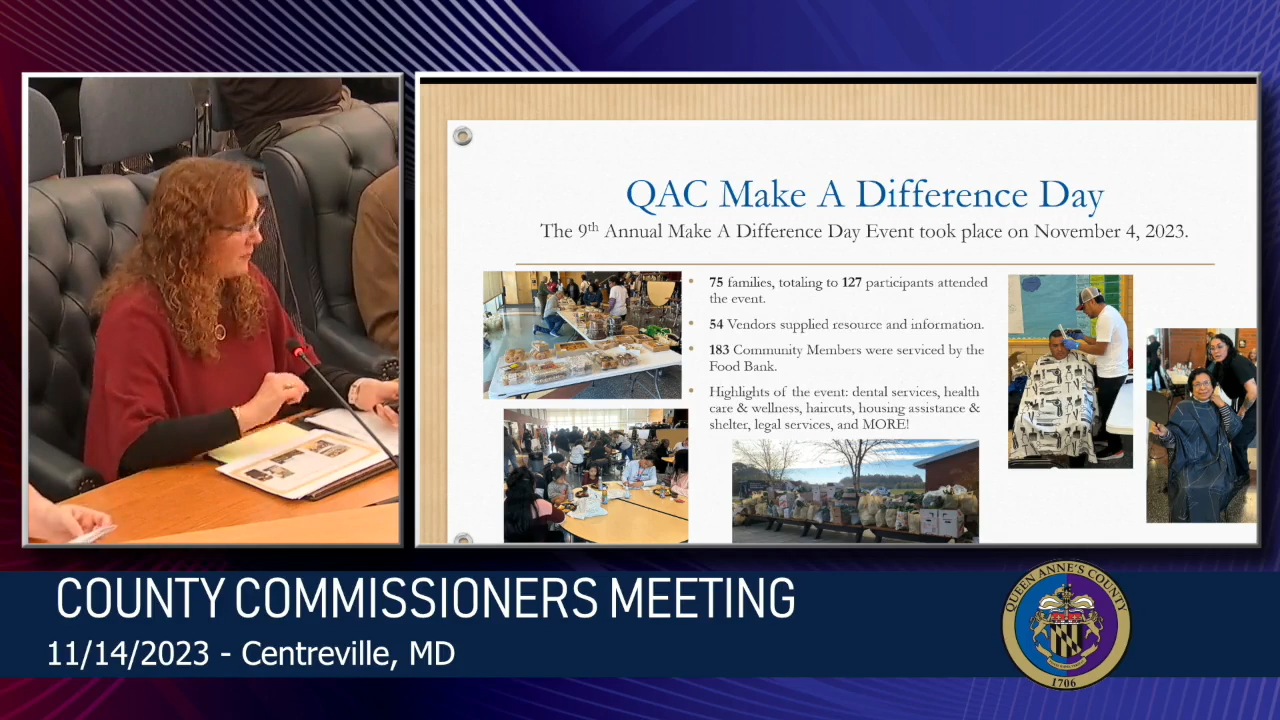 QAC Make A Difference Day
The 9th Annual Make A Difference Day Event took place on November 4, 2023.
• 75 families, totaling to 127 participants attended
the event.
• 54 Vendors supplied resource and information.
• 183 Community Members were serviced by the
Food Bank.
• Highlights of the event: dental services, health
care & wellness, haircuts, housing assistance &
shelter, legal services, and MORE!
COUNTY COMMISSIONERS MEETING
11/14/2023 - Centreville, MD
QUEEN ANNE'S COUNTY
1706